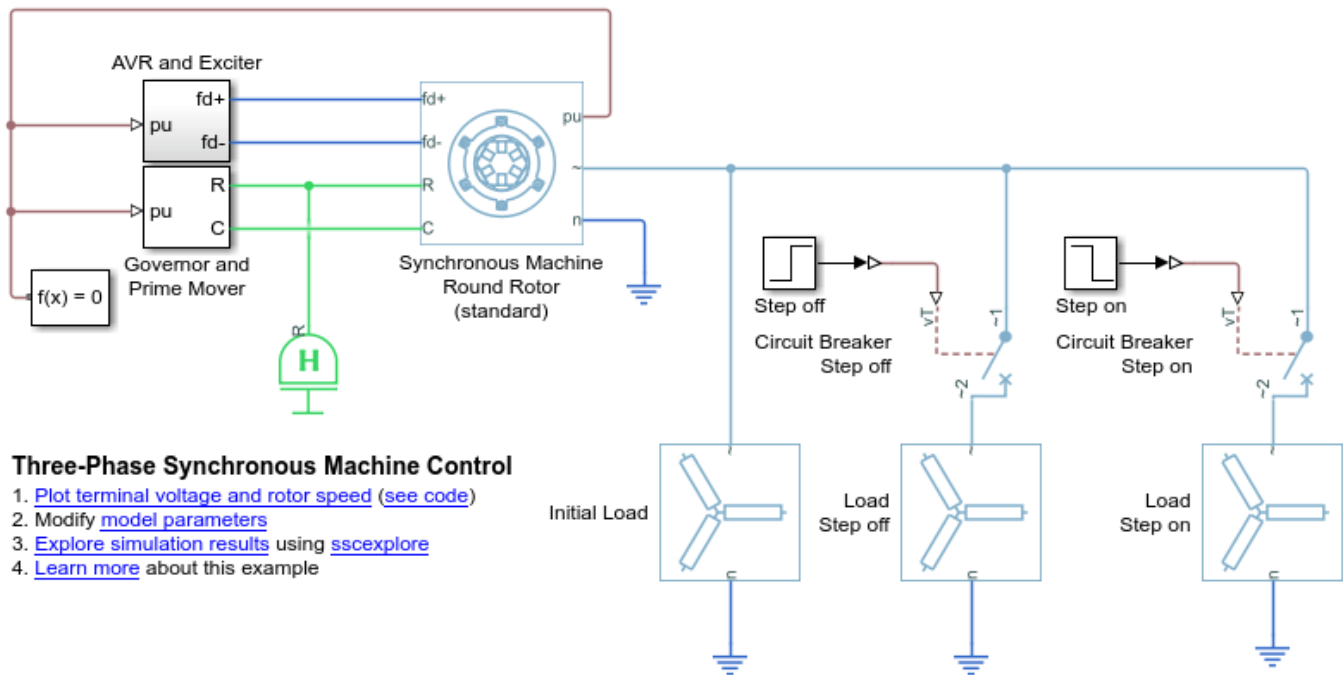 AVR and Exciter
fd+
pu
fd-
R
pu
C
Governor and
Prime Mover
f(x) = 0
fd+
fd-
R
C
pu
~
n
Synchronous Machine
Round Rotor
(standard)
R
H
Step off
vT
~1
Circuit Breaker
Step off
~2
Step on
vT
~1
Circuit Breaker
Step on
~2
Three-Phase Synchronous Machine Control
1. Plot terminal voltage and rotor speed (see code)
2. Modify model parameters
3. Explore simulation results using sscexplore
4. Learn more about this example
~
Initial Load
n
~
Load
Step off
n
~
Load
Step on
n